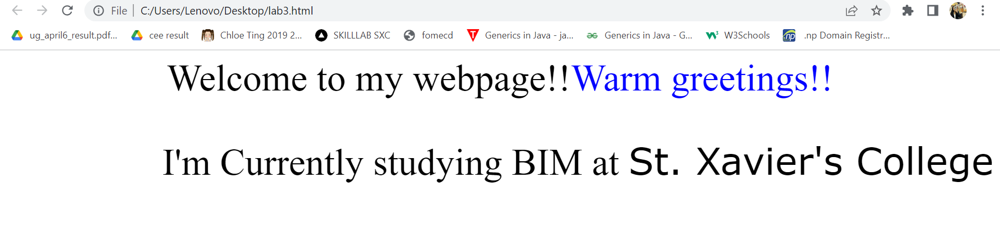 File | C:/Users/Lenovo/Desktop/lab3.html
ug_april6_result.pdf... cee result Chloe Ting 2019 2... SKILLLAB SXC fomecd Generics in Java - ja... Generics in Java - G... W3Schools .np Domain Registr...
Welcome to my webpage!!Warm greetings!!
I'm Currently studying BIM at St. Xavier's College